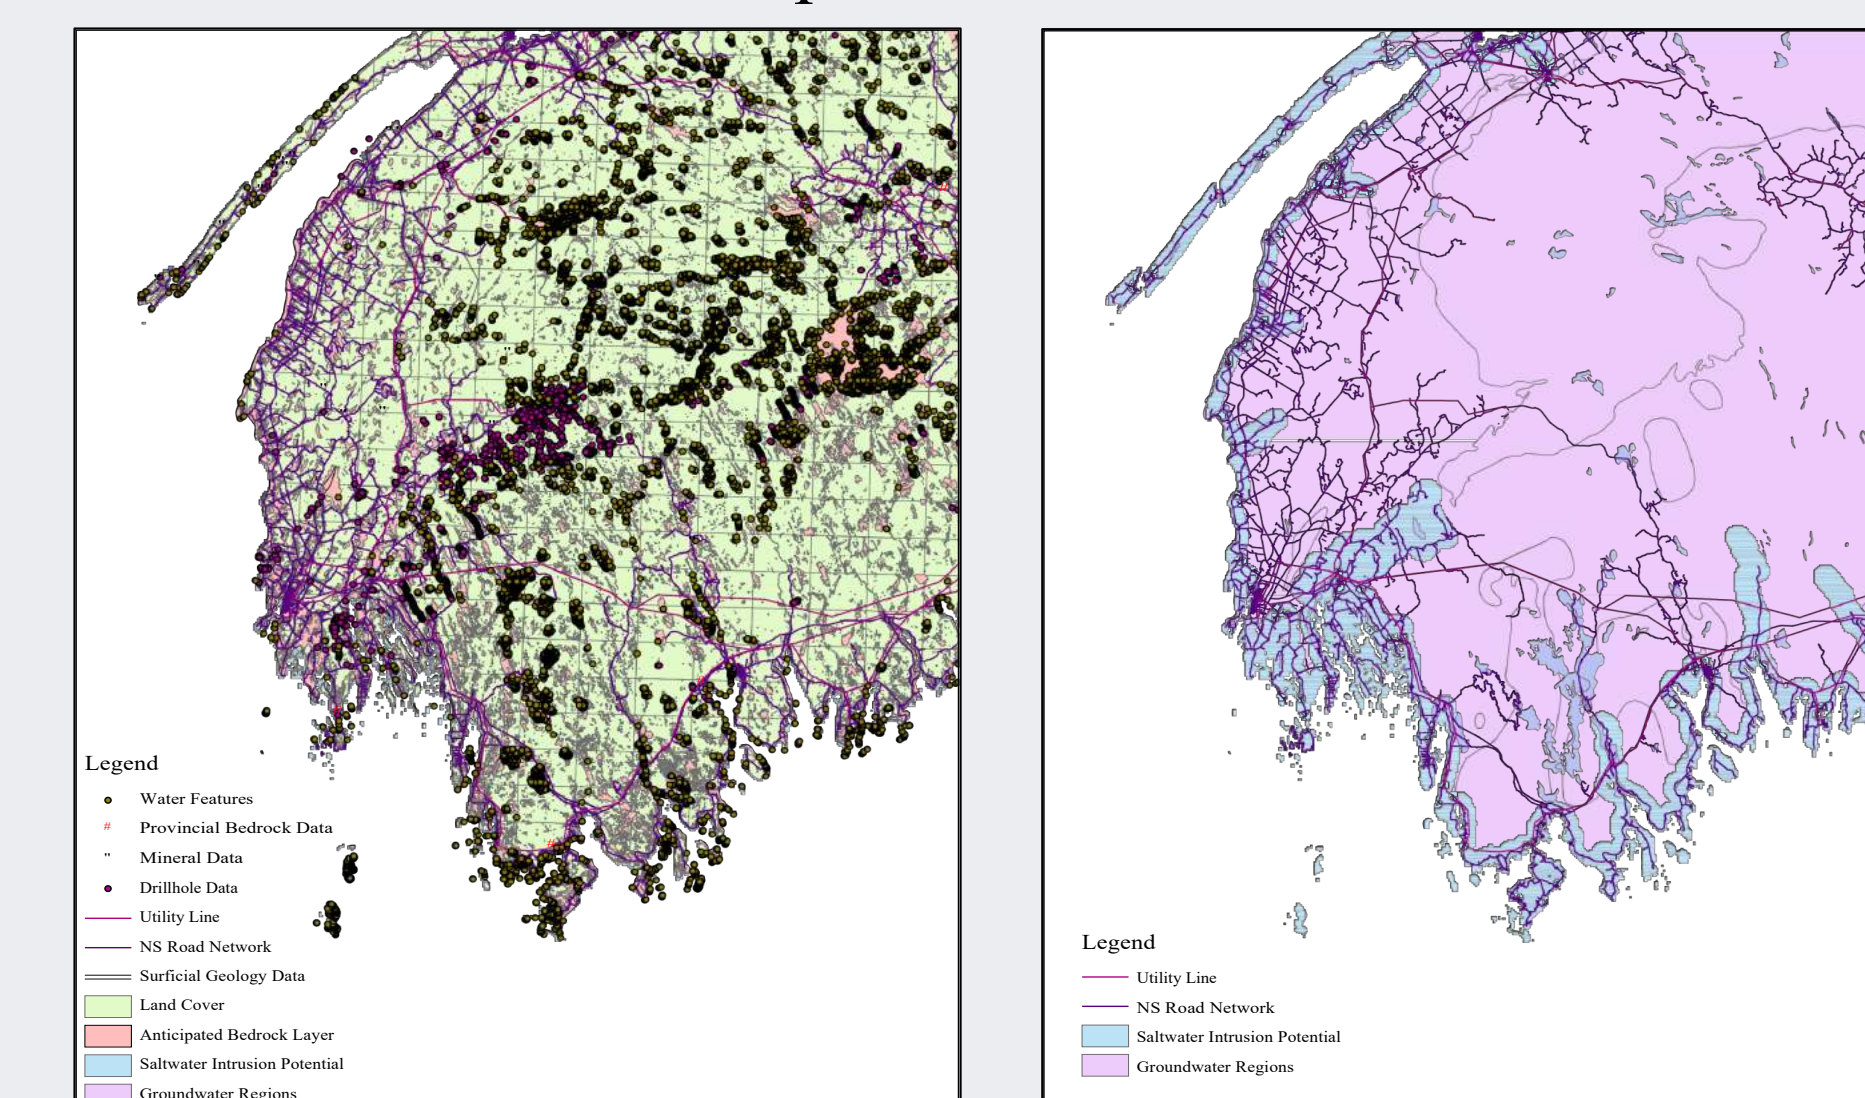 Legend
Water Features
# Provincial Bedrock Data
" Mineral Data
Drillhole Data
Utility Line
NS Road Network
Surficial Geology Data
Land Cover
Anticipated Bedrock Layer
Saltwater Intrusion Potential
Groundwater Regions
Legend
Utility Line
NS Road Network
Saltwater Intrusion Potential
Groundwater Regions